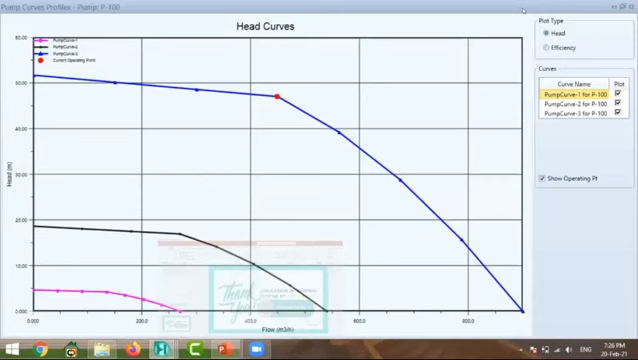 Pump Curves Profiles - Pump: P-100
Head Curves
60.00
PumpCurve-1
PumpCurve-2
PumpCurve-3
Current Operating Point
50.00
40.00
30.00
20.00
10.00
0.00
Head (m)
0.000
200.0
400.0
600.0
800.0
Flow (m3/h)
Thank
you!
Plot Type
Head
Efficiency
Curves
Curve Name Plot
PumpCurve-1 for P-100
PumpCurve-2 for P-100
PumpCurve-3 for P-100
Show Operating Pt
ENG
7:26 PM
20-Feb-21